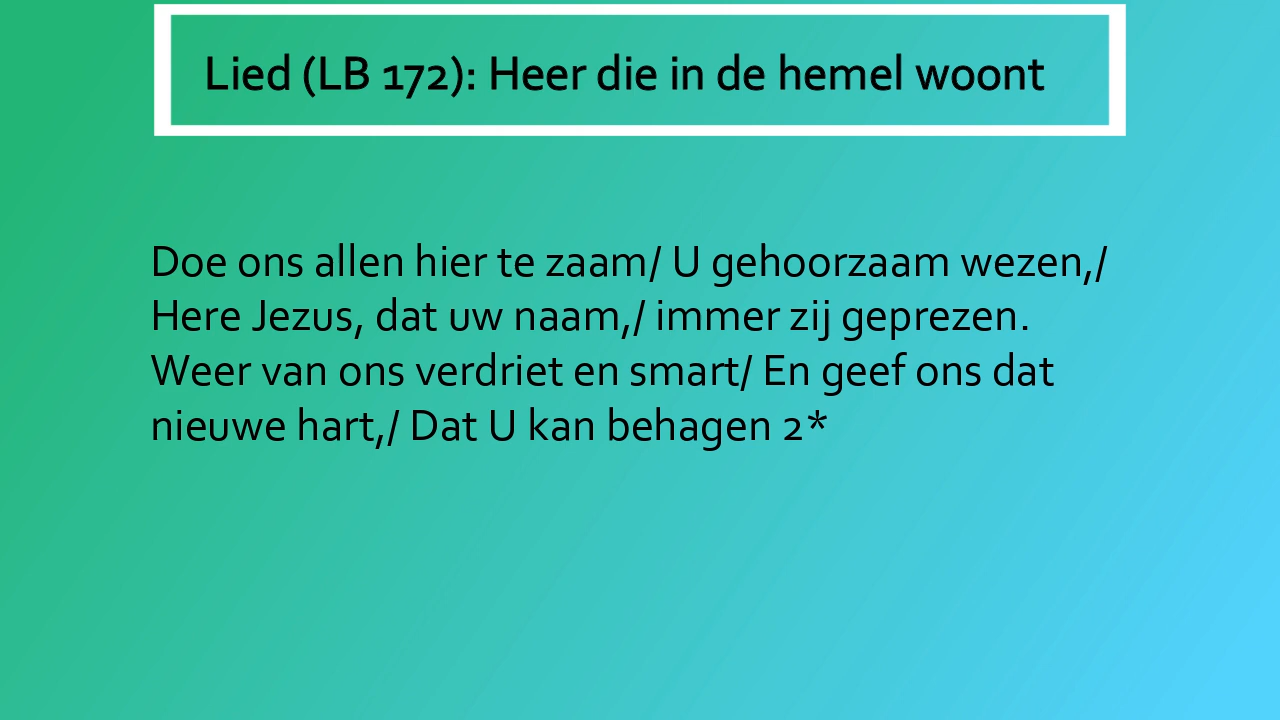 Lied (LB 172): Heer die in de hemel woont
Doe ons allen hier te zaam/ U gehoorzaam wezen,/
Here Jezus, dat uw naam,/ immer zij geprezen.
Weer van ons verdriet en smart/ En geef ons dat
nieuwe hart,/ Dat U kan behagen 2*